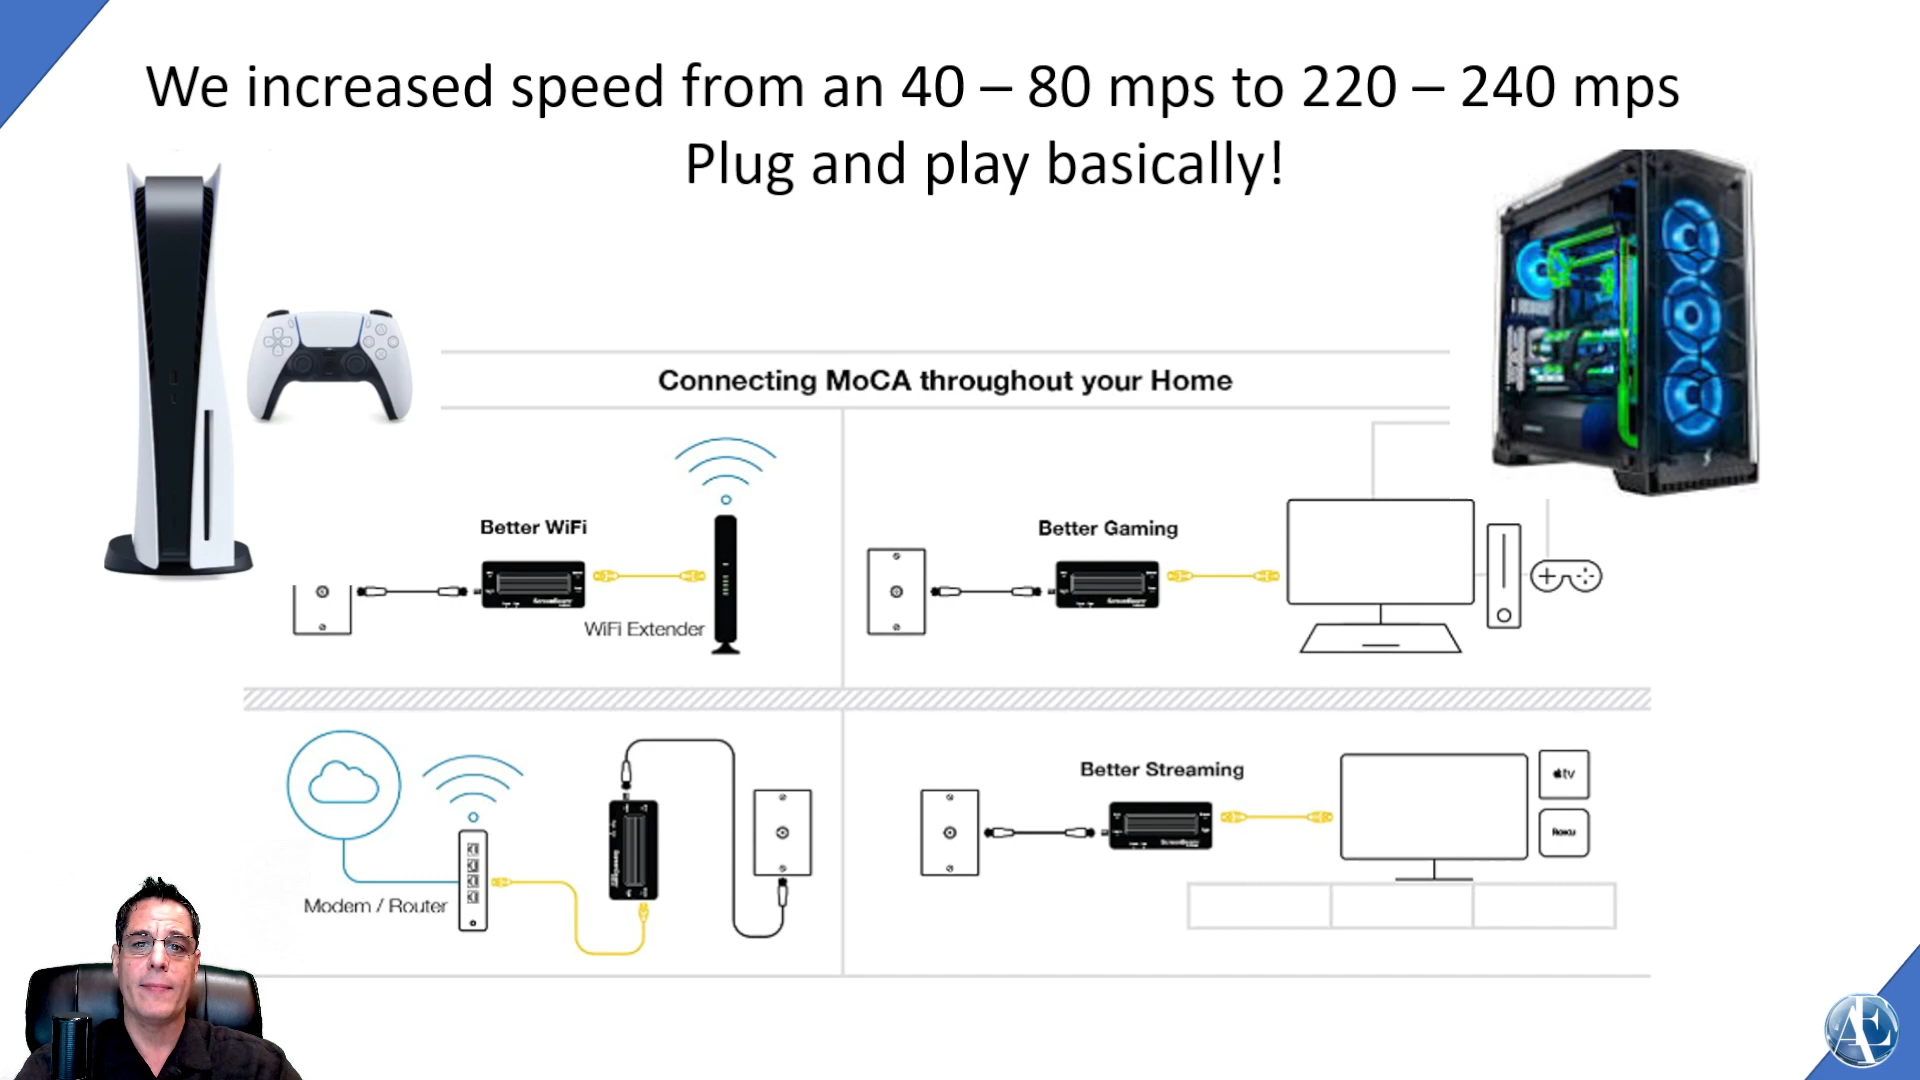 We increased speed from an 40 – 80 mps to 220 – 240 mps
Plug and play basically!
Connecting MoCA throughout your Home
Better WiFi
WiFi Extender
Better Gaming
Modem / Router
Better Streaming
tv
Roku
AE